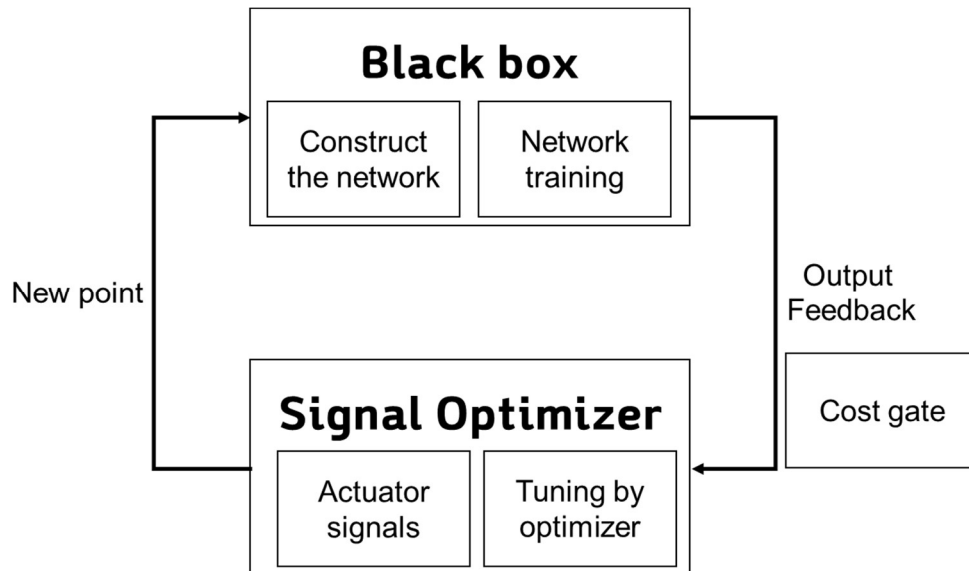 Black box
Construct
the network
Network
training
New point
Output
Feedback
Cost gate
Signal Optimizer
Actuator
signals
Tuning by
optimizer